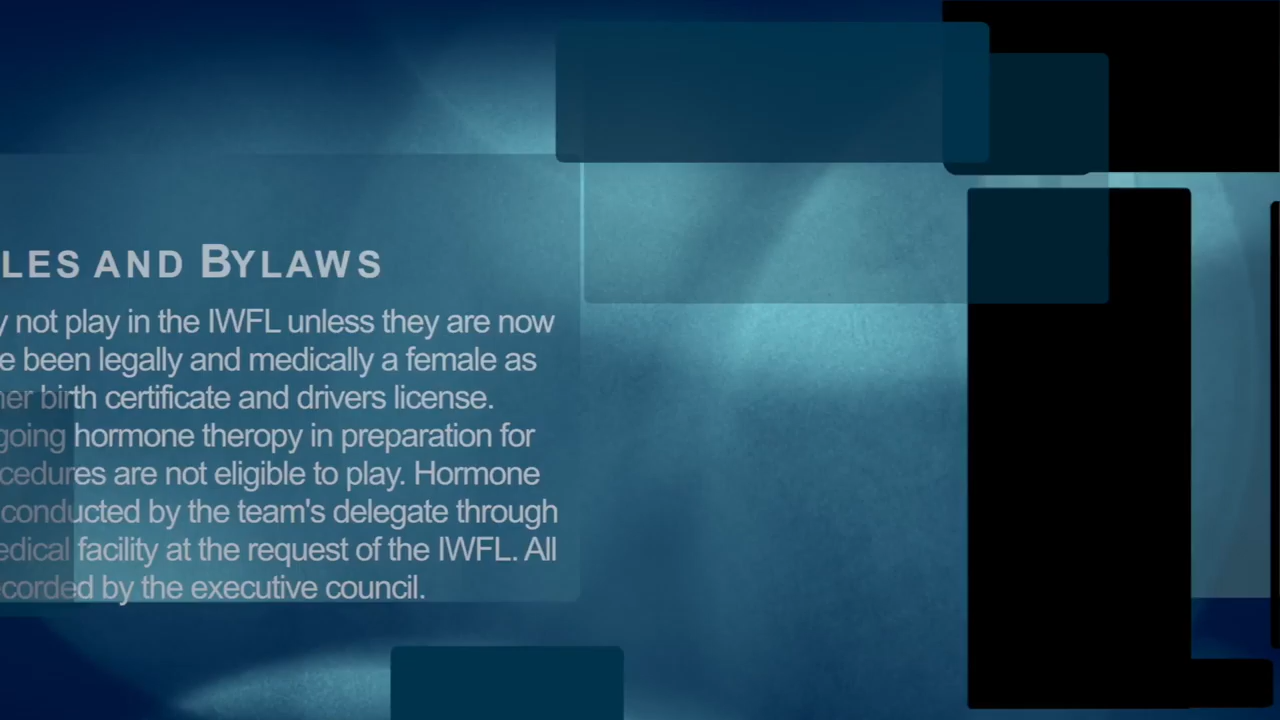 LES AND BYLAWS
y not play in the IWFL unless they are now
e been legally and medically a female as
her birth certificate and drivers license.
going hormone theropy in preparation for
cedures are not eligible to play. Hormone
conducted by the team's delegate through
edical facility at the request of the IWFL. All
corded by the executive council.